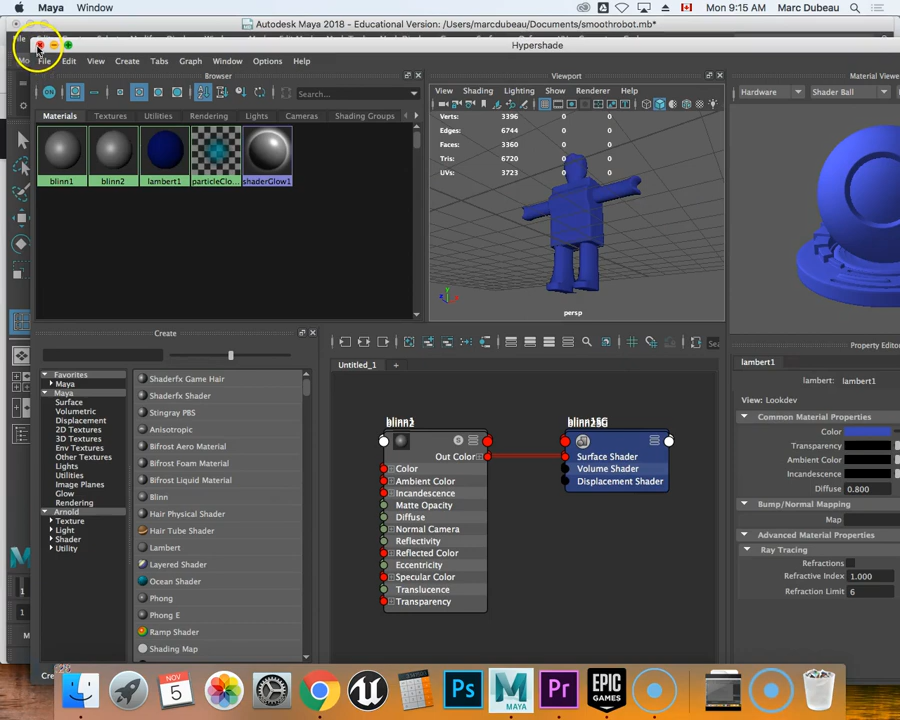 Maya Window Mon 9:15 AM Marc Dubeau
Autodesk Maya 2018 - Educational Version: /Users/marcdubeau/Documents/smoothrobot.mb*
Hypershade
File Edit View Create Tabs Graph Window Options Help
Browser
Viewport
Material Viewer
Search...
View Shading Lighting Show Renderer Help
Hardware Shader Ball
Materials Textures Utilities Rendering Lights Cameras Shading Groups
Verts: 3396 0 0
Edges: 6744 0 0
Faces: 3360 0 0
Tris: 6720 0 0
UVs: 3723 0 0
blinn1 blinn2 lambert1 particleClo... shaderGlow1
persp
Create
Property Editor
Untitled_1 +
lambert1
Favorites
Maya
Maya
Surface
Volumetric
Displacement
2D Textures
3D Textures
Env Textures
Other Textures
Lights
Utilities
Image Planes
Glow
Rendering
Arnold
Texture
Light
Shader
Utility
Shaderfx Game Hair
Shaderfx Shader
Stingray PBS
Anisotropic
Bifrost Aero Material
Bifrost Foam Material
Bifrost Liquid Material
Blinn
Hair Physical Shader
Hair Tube Shader
Lambert
Layered Shader
Ocean Shader
Phong
Phong E
Ramp Shader
Shading Map
Out Color
Color
Ambient Color
Incandescence
Matte Opacity
Diffuse
Normal Camera
Reflectivity
Reflected Color
Eccentricity
Specular Color
Translucence
Transparency
Surface Shader
Volume Shader
Displacement Shader
lambert: lambert1
View: Lookdev
Common Material Properties
Color
Transparency
Ambient Color
Incandescence
Diffuse 0.800
Bump/Normal Mapping
Map
Advanced Material Properties
Ray Tracing
Refractions
Refractive Index 1.000
Refraction Limit 6
NOV
5
Ps
MAYA
Pr
EPIC
GAMES